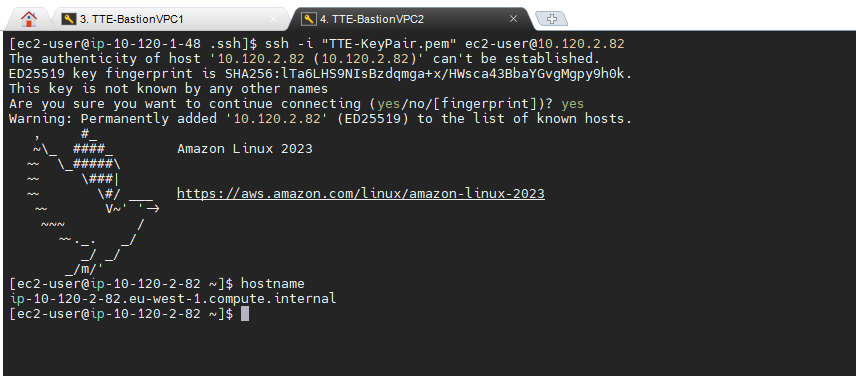 3. TTE-BastionVPC1
4. TTE-BastionVPC2
[ec2-user@ip-10-120-1-48 .ssh]$ ssh -i "TTE-KeyPair.pem" ec2-user@10.120.2.82
The authenticity of host '10.120.2.82 (10.120.2.82)' can't be established.
ED25519 key fingerprint is SHA256:lTa6LHS9NIsBzdqmga+x/HWsca43BbaYGvgMgpy9h0k.
This key is not known by any other names
Are you sure you want to continue connecting (yes/no/[fingerprint])? yes
Warning: Permanently added '10.120.2.82' (ED25519) to the list of known hosts.
   ,     #_
   ~\_  ####_        Amazon Linux 2023
  ~~  \_#####\
  ~~     \###|
  ~~       \#/ ___   https://aws.amazon.com/linux/amazon-linux-2023
   ~~       V~' '->
    ~~~         /
      ~~._.   _/
         _/ _/
       _/m/'
[ec2-user@ip-10-120-2-82 ~]$ hostname
ip-10-120-2-82.eu-west-1.compute.internal
[ec2-user@ip-10-120-2-82 ~]$